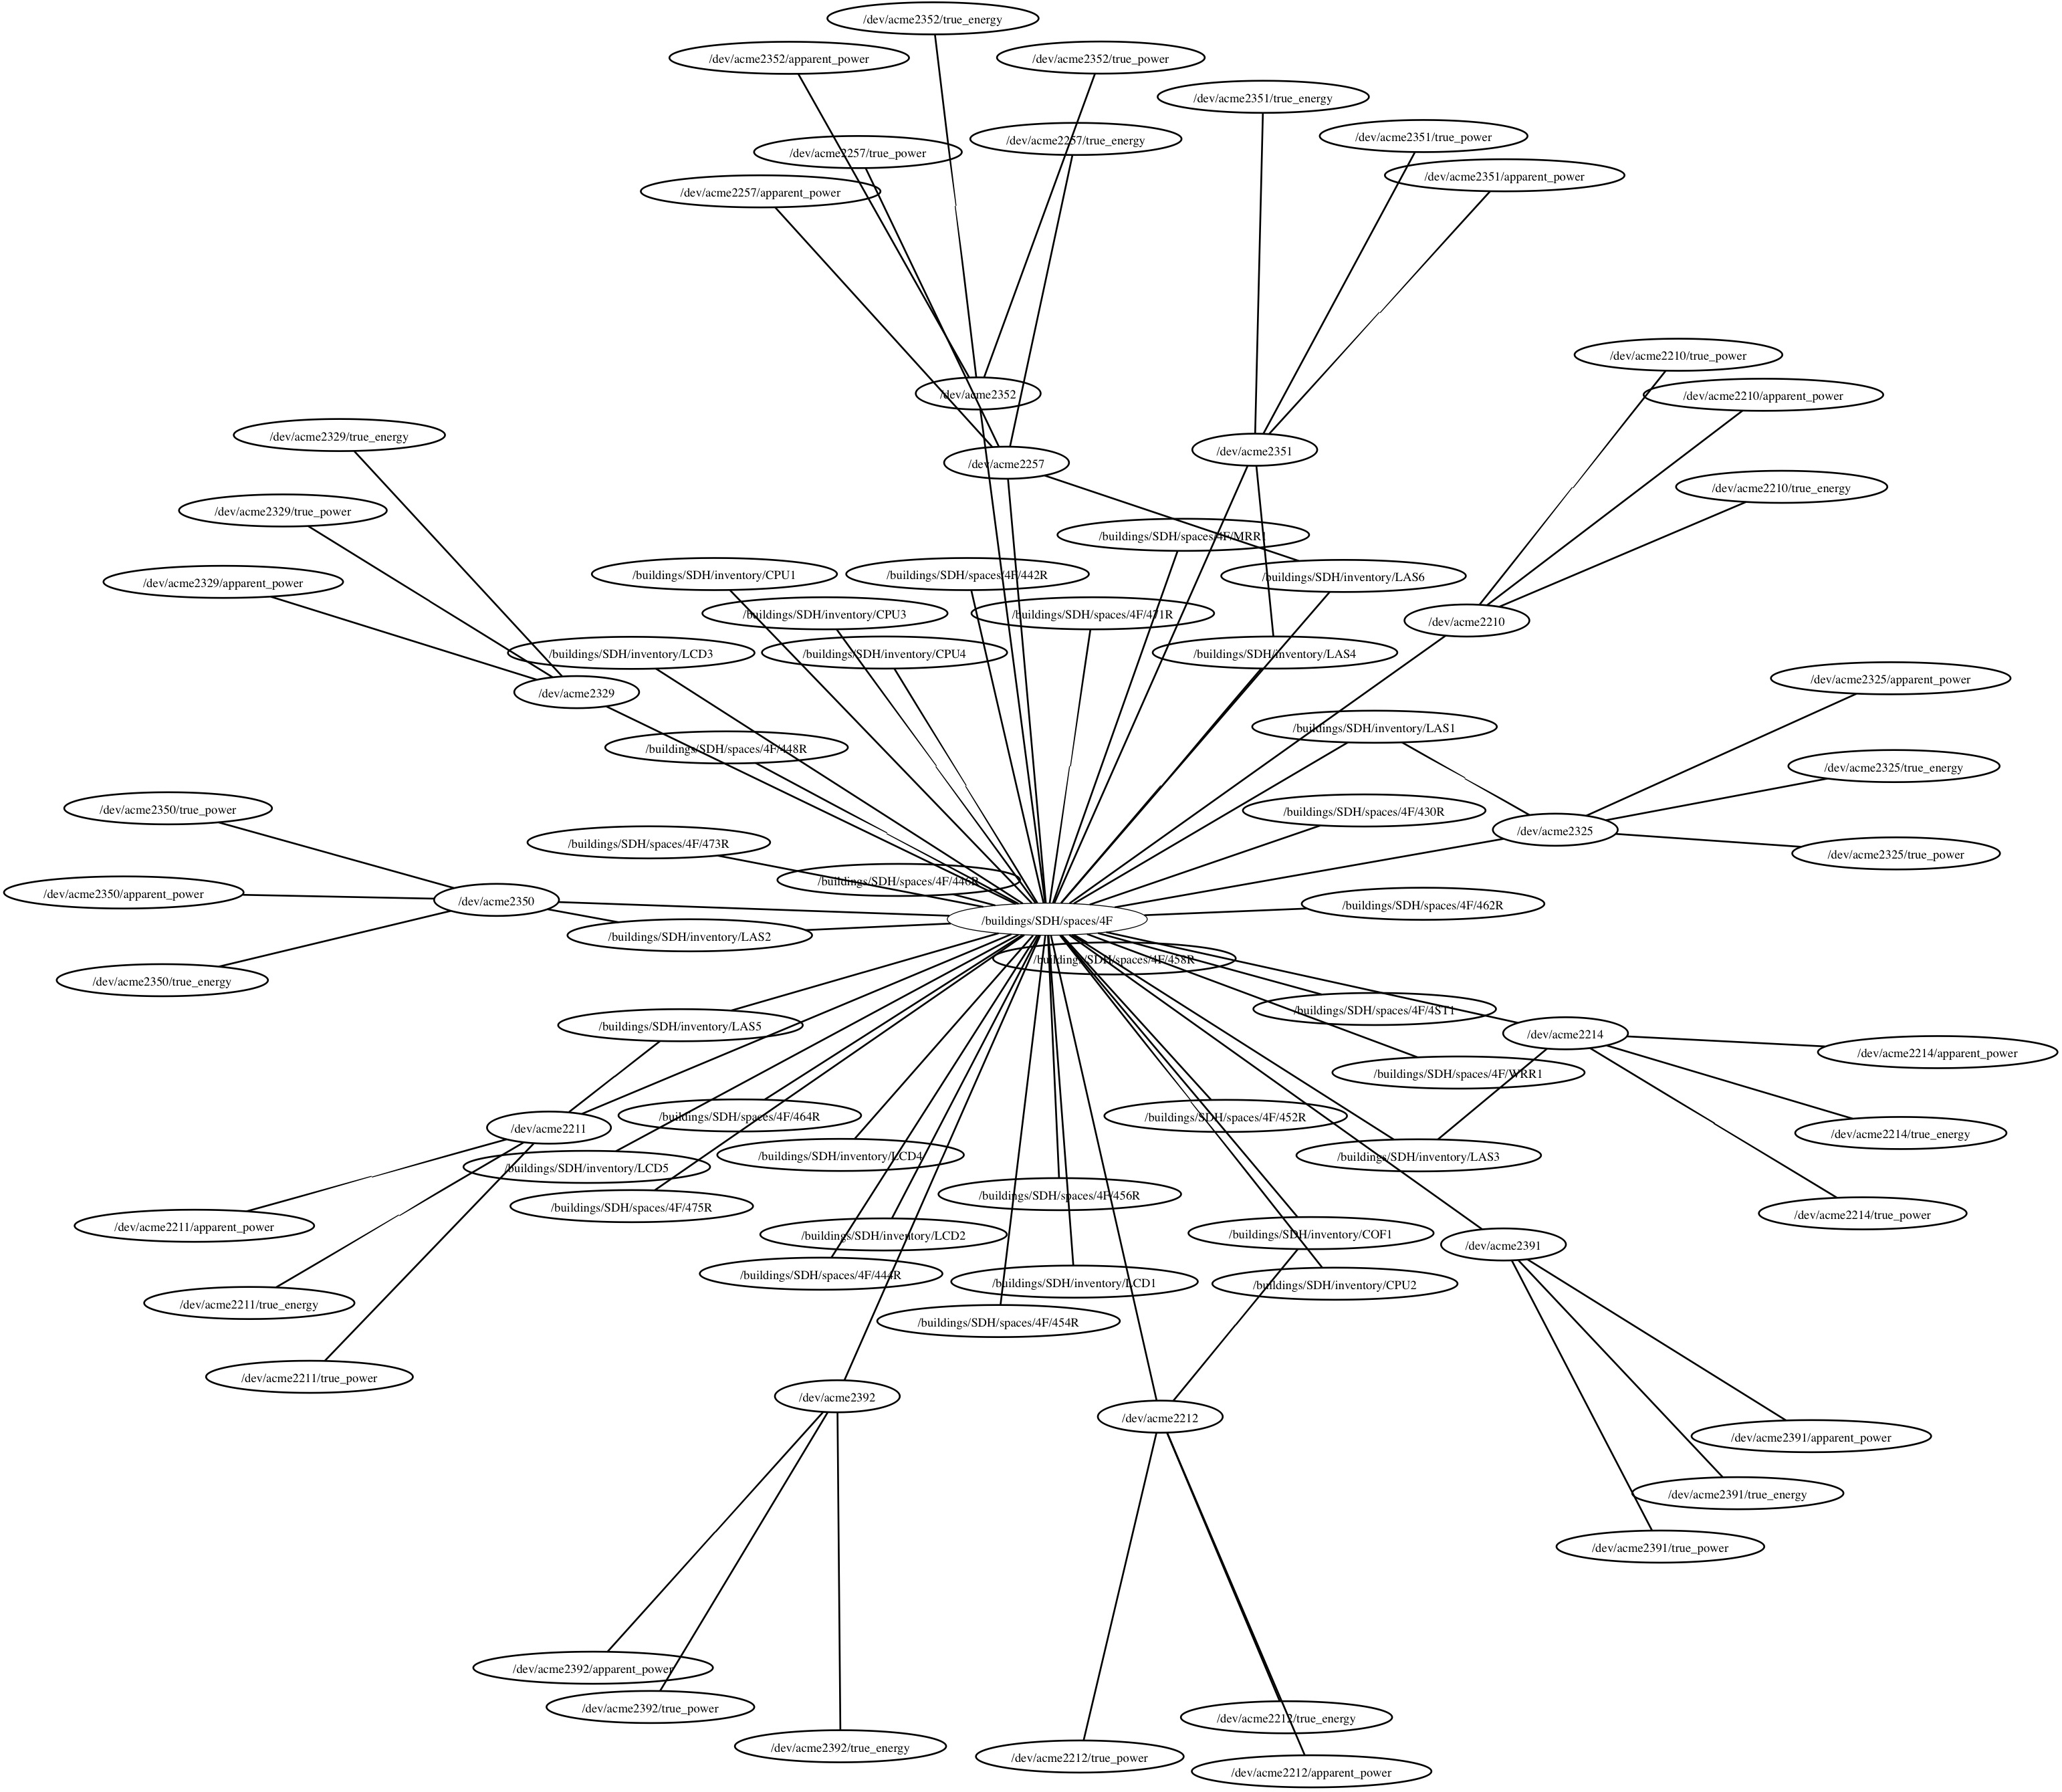 /dev/acme2352/true_energy
/dev/acme2352/apparent_power
/dev/acme2352/true_power
/dev/acme2351/true_energy
/dev/acme2351/true_power
/dev/acme2257/true_energy
/dev/acme2257/true_power
/dev/acme2351/apparent_power
/dev/acme2257/apparent_power
/dev/acme2210/true_power
/dev/acme2352
/dev/acme2210/apparent_power
/dev/acme2329/true_energy
/dev/acme2351
/dev/acme2257
/dev/acme2210/true_energy
/dev/acme2329/true_power
/buildings/SDH/spaces/4F/MRR1
/buildings/SDH/inventory/CPU1
/buildings/SDH/spaces/4F/442R
/buildings/SDH/inventory/LAS6
/dev/acme2329/apparent_power
/buildings/SDH/inventory/CPU3
/buildings/SDH/spaces/4F/471R
/dev/acme2210
/buildings/SDH/inventory/LCD3
/buildings/SDH/inventory/CPU4
/buildings/SDH/inventory/LAS4
/dev/acme2325/apparent_power
/dev/acme2329
/buildings/SDH/inventory/LAS1
/buildings/SDH/spaces/4F/448R
/dev/acme2325/true_energy
/dev/acme2350/true_power
/buildings/SDH/spaces/4F/430R
/dev/acme2325
/buildings/SDH/spaces/4F/473R
/dev/acme2325/true_power
/buildings/SDH/spaces/4F/446R
/dev/acme2350/apparent_power
/dev/acme2350
/buildings/SDH/spaces/4F/462R
/buildings/SDH/spaces/4F
/buildings/SDH/inventory/LAS2
/buildings/SDH/spaces/4F/458R
/dev/acme2350/true_energy
/buildings/SDH/spaces/4F/4ST1
/buildings/SDH/inventory/LAS5
/dev/acme2214
/dev/acme2214/apparent_power
/buildings/SDH/spaces/4F/WRR1
/buildings/SDH/spaces/4F/464R
/buildings/SDH/spaces/4F/452R
/dev/acme2211
/dev/acme2214/true_energy
/buildings/SDH/inventory/LCD4
/buildings/SDH/inventory/LAS3
/buildings/SDH/inventory/LCD5
/buildings/SDH/spaces/4F/456R
/buildings/SDH/spaces/4F/475R
/dev/acme2214/true_power
/dev/acme2211/apparent_power
/buildings/SDH/inventory/LCD2
/buildings/SDH/inventory/COF1
/dev/acme2391
/buildings/SDH/spaces/4F/444R
/buildings/SDH/inventory/LCD1
/buildings/SDH/inventory/CPU2
/dev/acme2211/true_energy
/buildings/SDH/spaces/4F/454R
/dev/acme2211/true_power
/dev/acme2392
/dev/acme2212
/dev/acme2391/apparent_power
/dev/acme2391/true_energy
/dev/acme2391/true_power
/dev/acme2392/apparent_power
/dev/acme2392/true_power
/dev/acme2212/true_energy
/dev/acme2392/true_energy
/dev/acme2212/true_power
/dev/acme2212/apparent_power